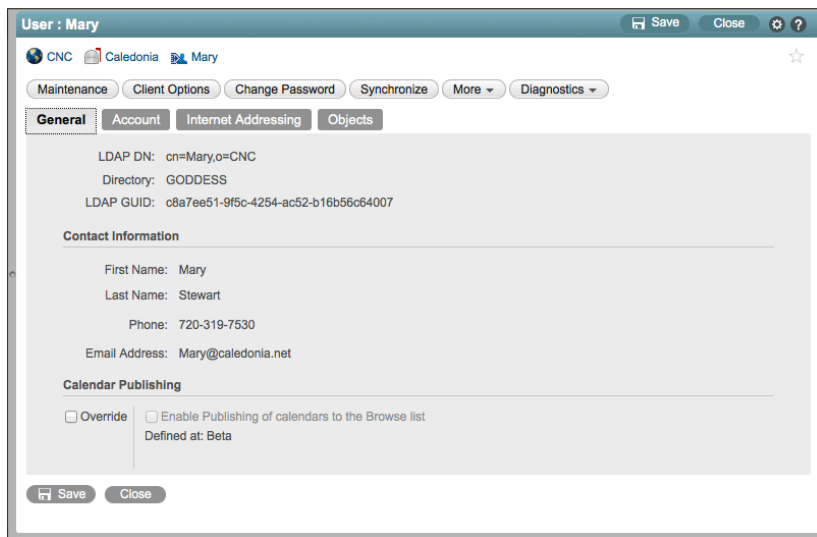 User : Mary Save Close
CNC Caledonia Mary
Maintenance Client Options Change Password Synchronize More Diagnostics
General Account Internet Addressing Objects
LDAP DN: cn=Mary,o=CNC
Directory: GODDESS
LDAP GUID: c8a7ee51-9f5c-4254-ac52-b16b56c64007
Contact Information
First Name: Mary
Last Name: Stewart
Phone: 720-319-7530
Email Address: Mary@caledonia.net
Calendar Publishing
Override Enable Publishing of calendars to the Browse list
Defined at: Beta
Save Close